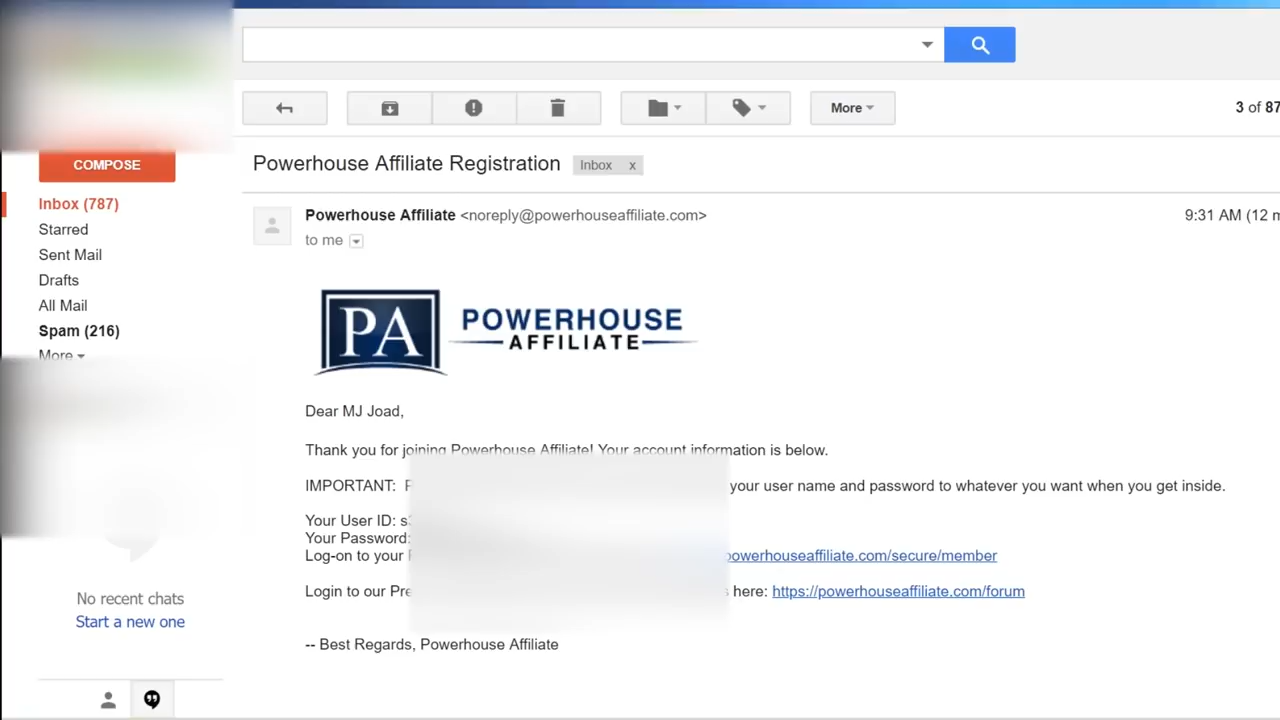 COMPOSE
Inbox (787)
Starred
Sent Mail
Drafts
All Mail
Spam (216)
More
No recent chats
Start a new one
More
3 of 87
Powerhouse Affiliate Registration Inbox x
Powerhouse Affiliate <noreply@powerhouseaffiliate.com>
9:31 AM (12 m
to me
PA POWERHOUSE
AFFILIATE
Dear MJ Joad,
Thank you for joining Powerhouse Affiliate! Your account information is below.
IMPORTANT: your user name and password to whatever you want when you get inside.
Your User ID:
Your Password:
Log-on to your powerhouseaffiliate.com/secure/member
Login to our here: https://powerhouseaffiliate.com/forum
-- Best Regards, Powerhouse Affiliate